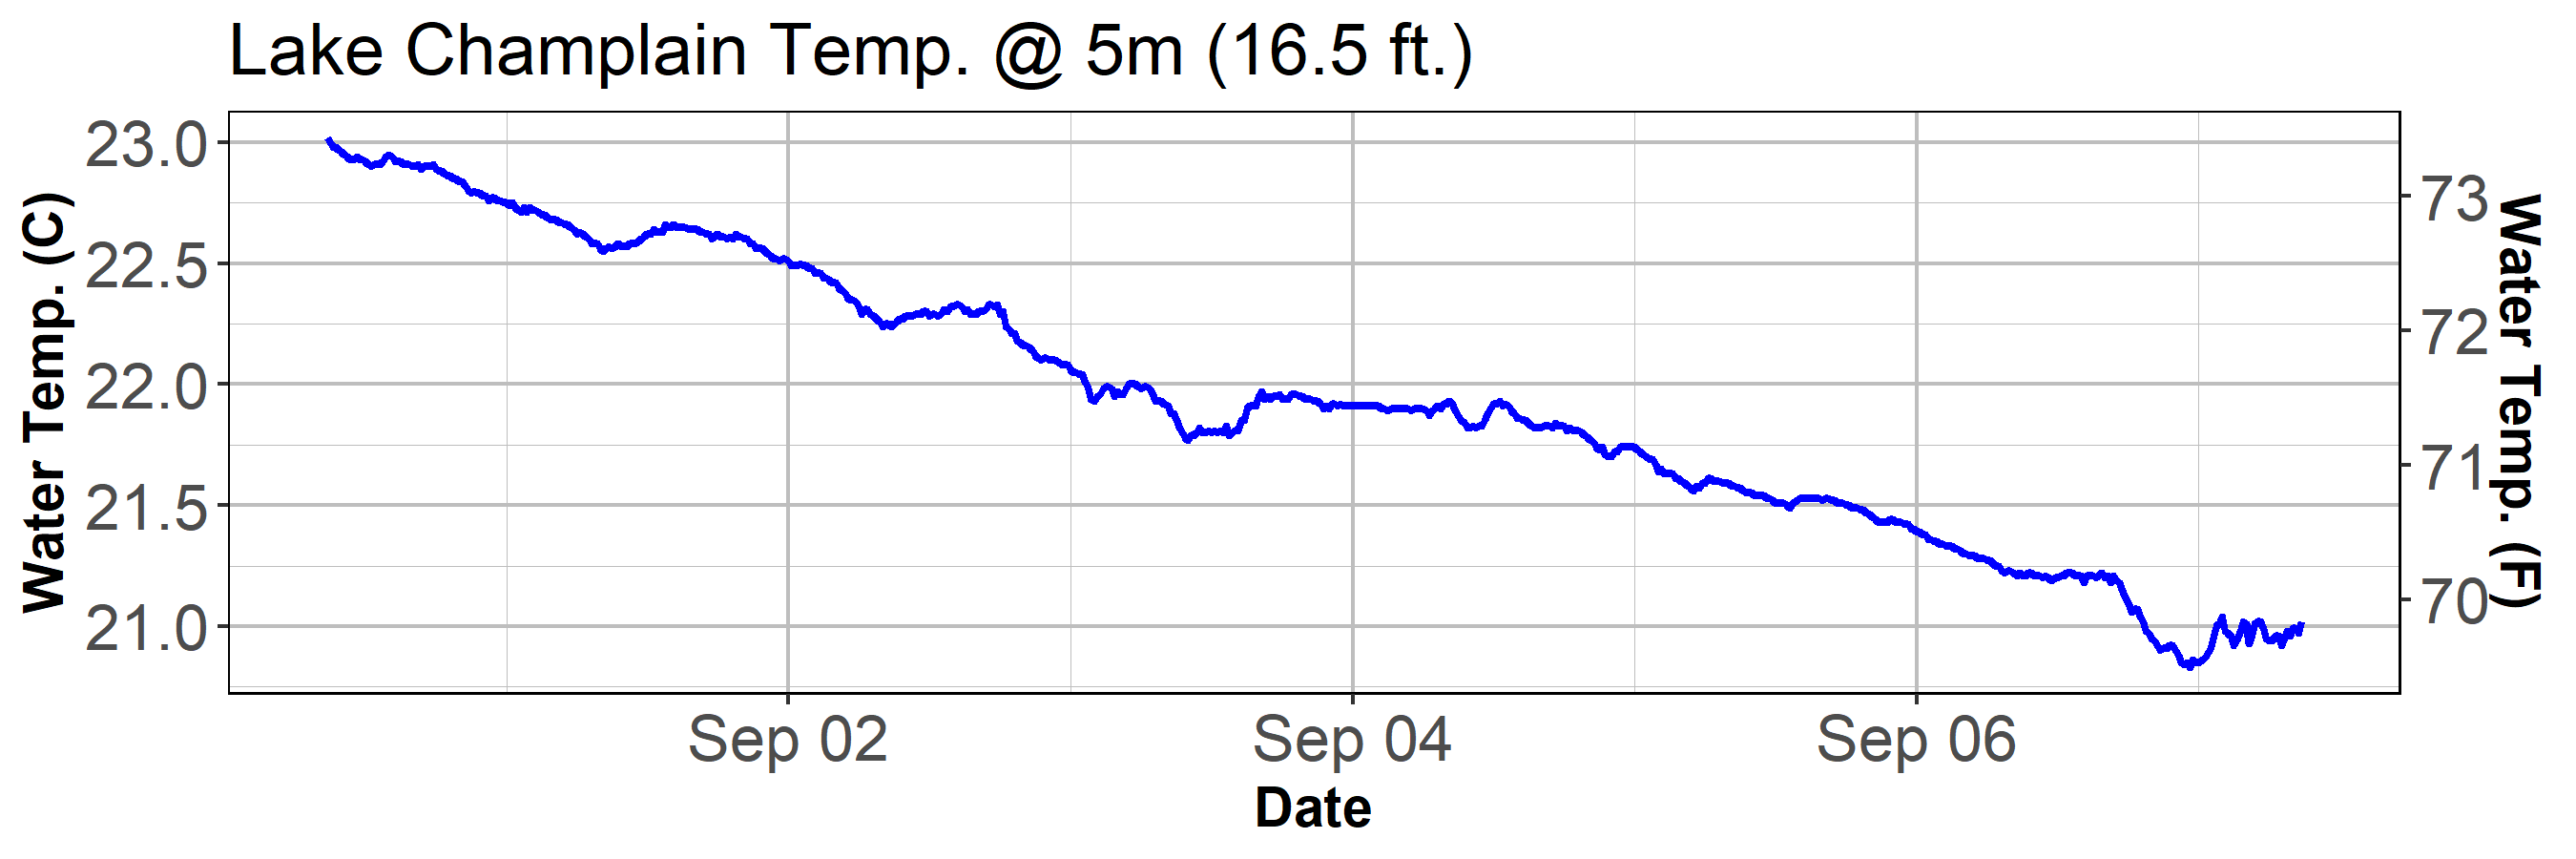 Lake Champlain Temp. @ 5m (16.5 ft.)
Water Temp. (C)
23.0
22.5
22.0
21.5
21.0
73
72
71
70
Water Temp. (F)
Sep 02
Sep 04
Sep 06
Date